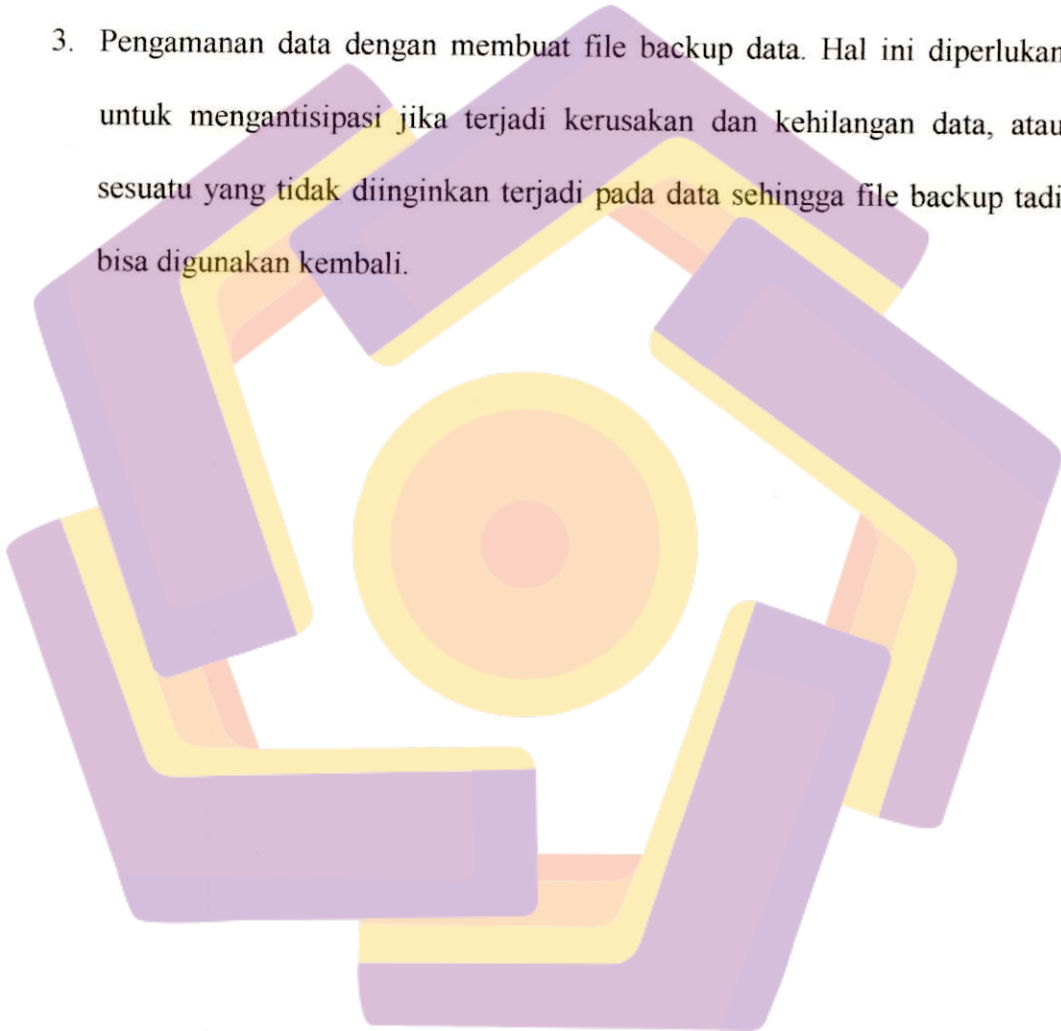 3. Pengamanan data dengan membuat file backup data. Hal ini diperlukan
untuk mengantisipasi jika terjadi kerusakan dan kehilangan data, atau
sesuatu yang tidak diinginkan terjadi pada data sehingga file backup tadi
bisa digunakan kembali.